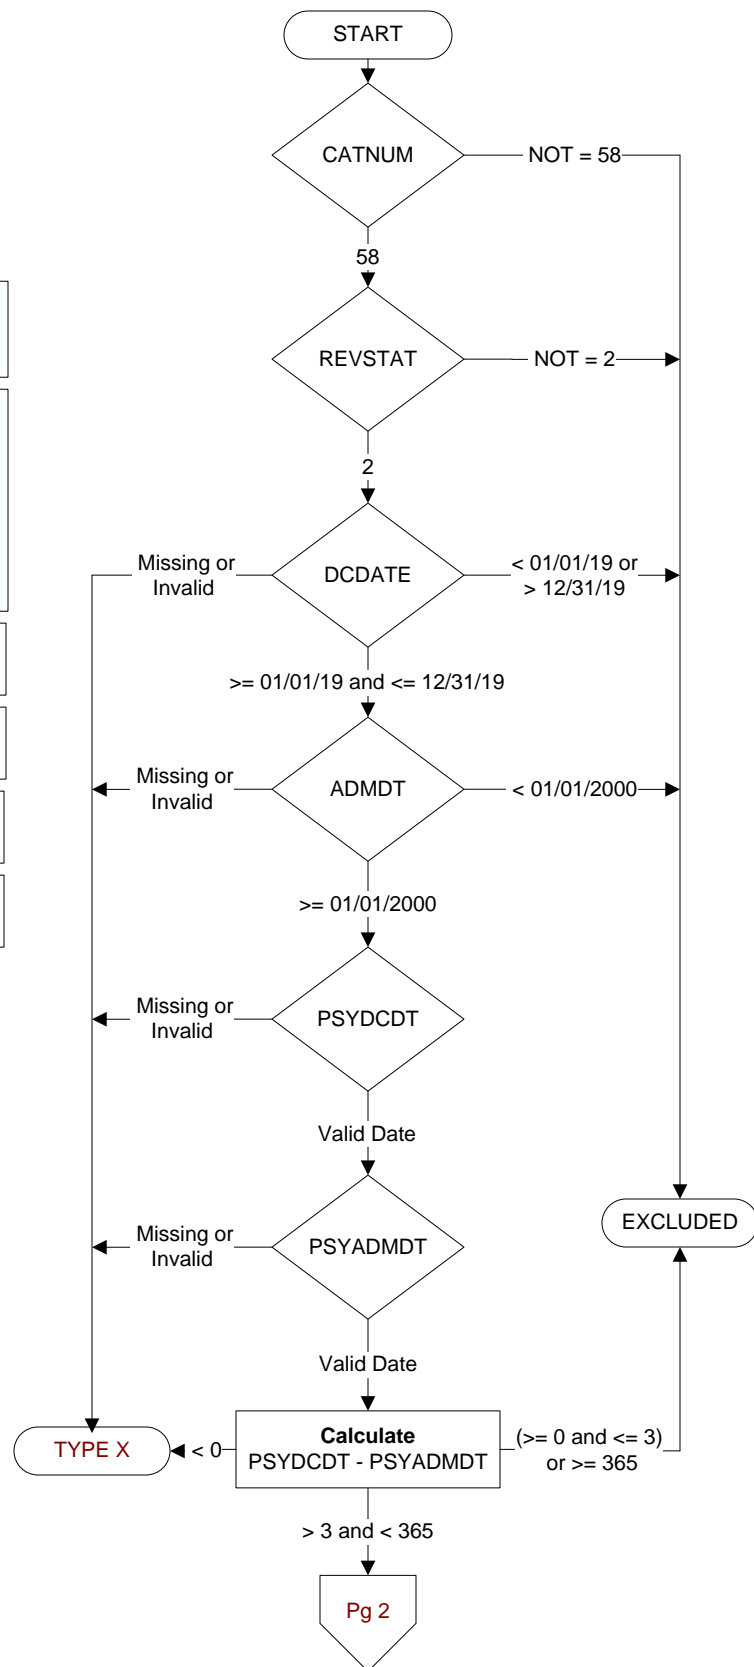 START
CATNUM
NOT = 58
58
REVSTAT
NOT = 2
2
Missing or
Invalid
DCDATE
< 01/01/19 or
> 12/31/19
>= 01/01/19 and <= 12/31/19
Missing or
Invalid
ADMDT
< 01/01/2000
>= 01/01/2000
Missing or
Invalid
PSYDCDT
Valid Date
Missing or
Invalid
PSYADMDT
EXCLUDED
Valid Date
TYPE X
< 0
Calculate
PSYDCDT - PSYADMDT
(>= 0 and <= 3)
or >= 365
> 3 and < 365
Pg 2